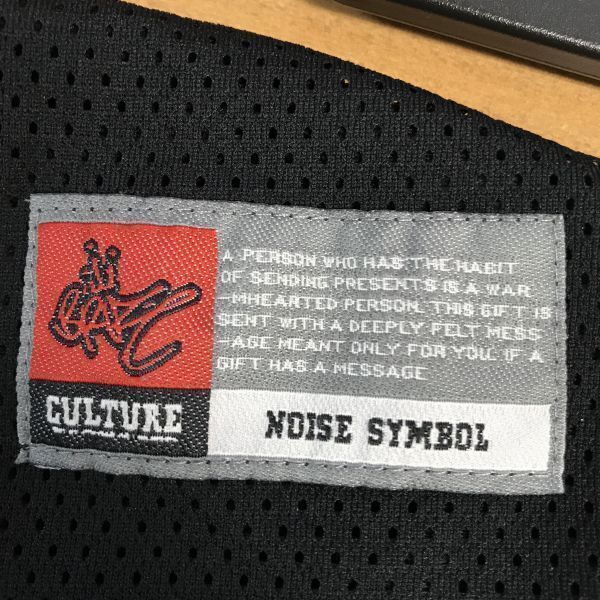 A PERSON WHO HAS THE HABIT
OF SENDING PRESENTS IS A WAR
-MHEARTED PERSON. THIS GIFT IS
SENT WITH A DEEPLY FELT MESS
-AGE MEANT ONLY FOR YOU. IF A
GIFT HAS A MESSAGE
CULTURE
NOISE SYMBOL